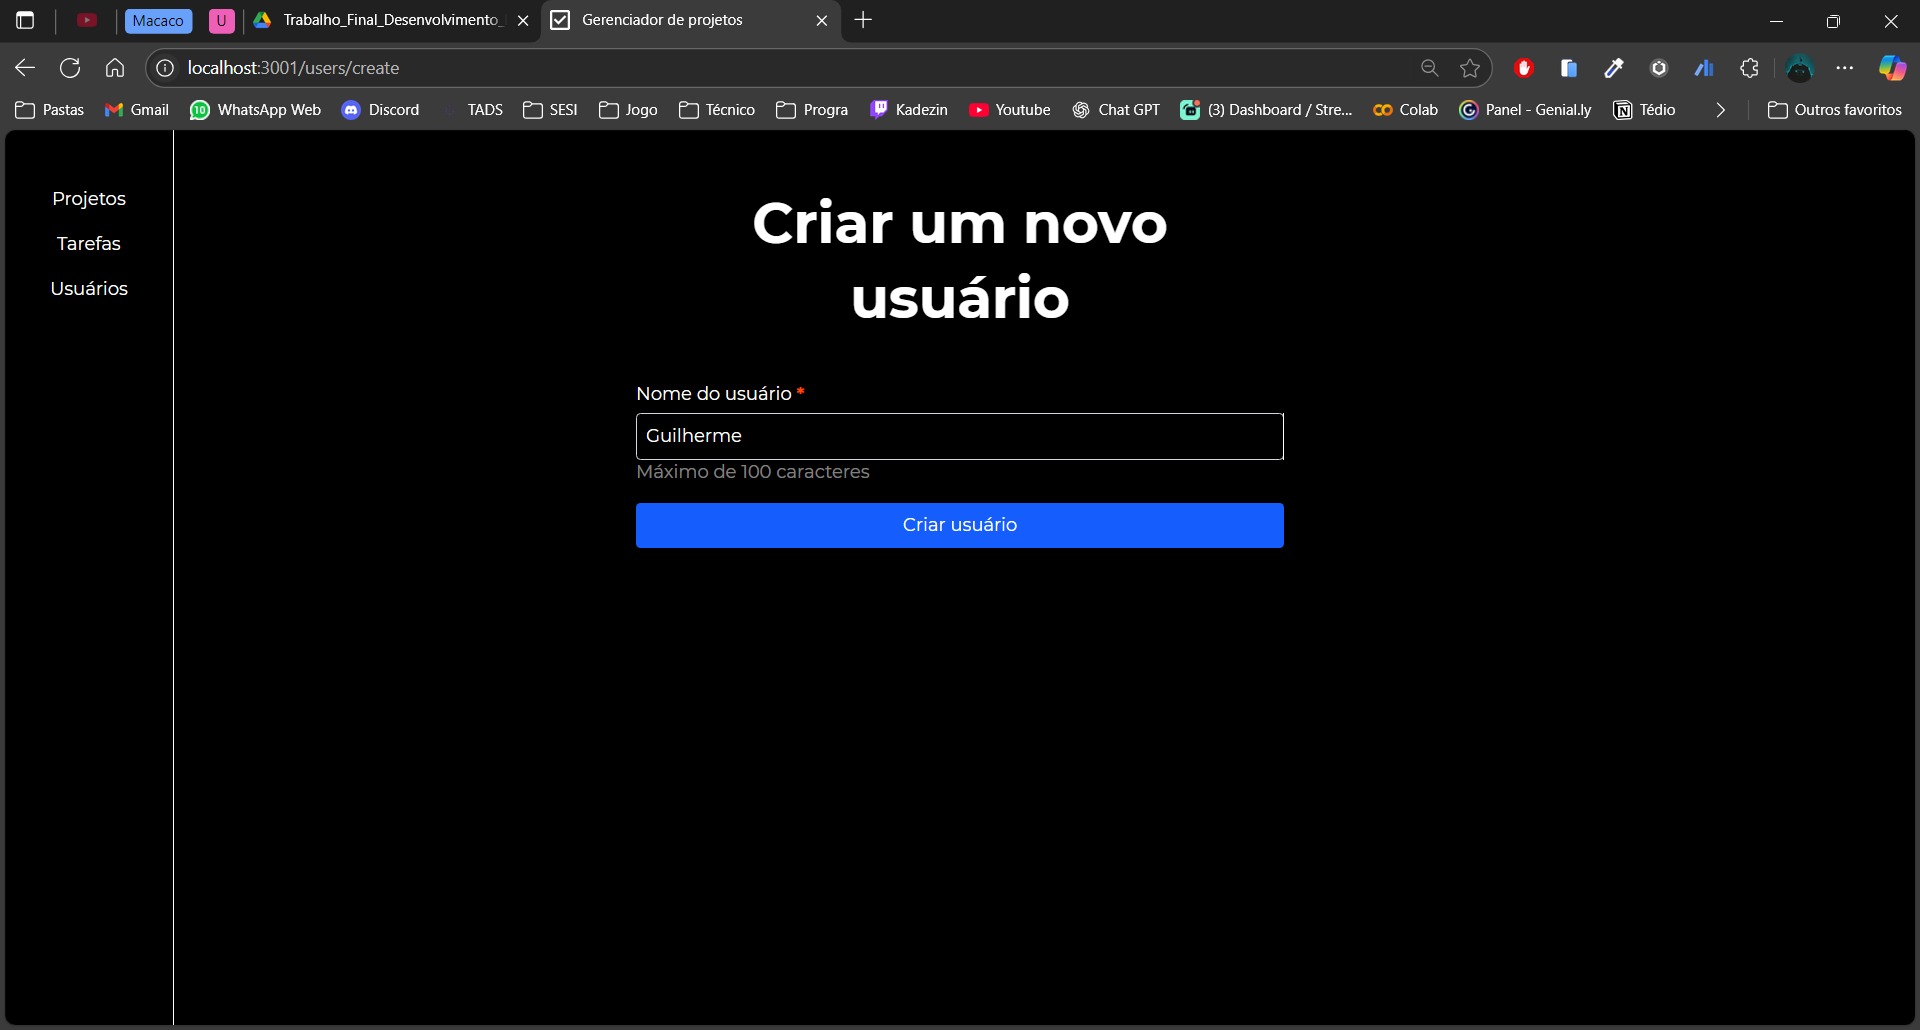 Macaco
U
Trabalho_Final_Desenvolvimento_
Gerenciador de projetos
localhost:3001/users/create
Pastas
Gmail
10
WhatsApp Web
Discord
TADS
SESI
Jogo
Técnico
Progra
Kadezin
Youtube
Chat GPT
(3) Dashboard / Stre...
Colab
Panel - Genial.ly
Tédio
Outros favoritos
Projetos
Tarefas
Usuários
Criar um novo
usuário
Nome do usuário *
Guilherme
Máximo de 100 caracteres
Criar usuário